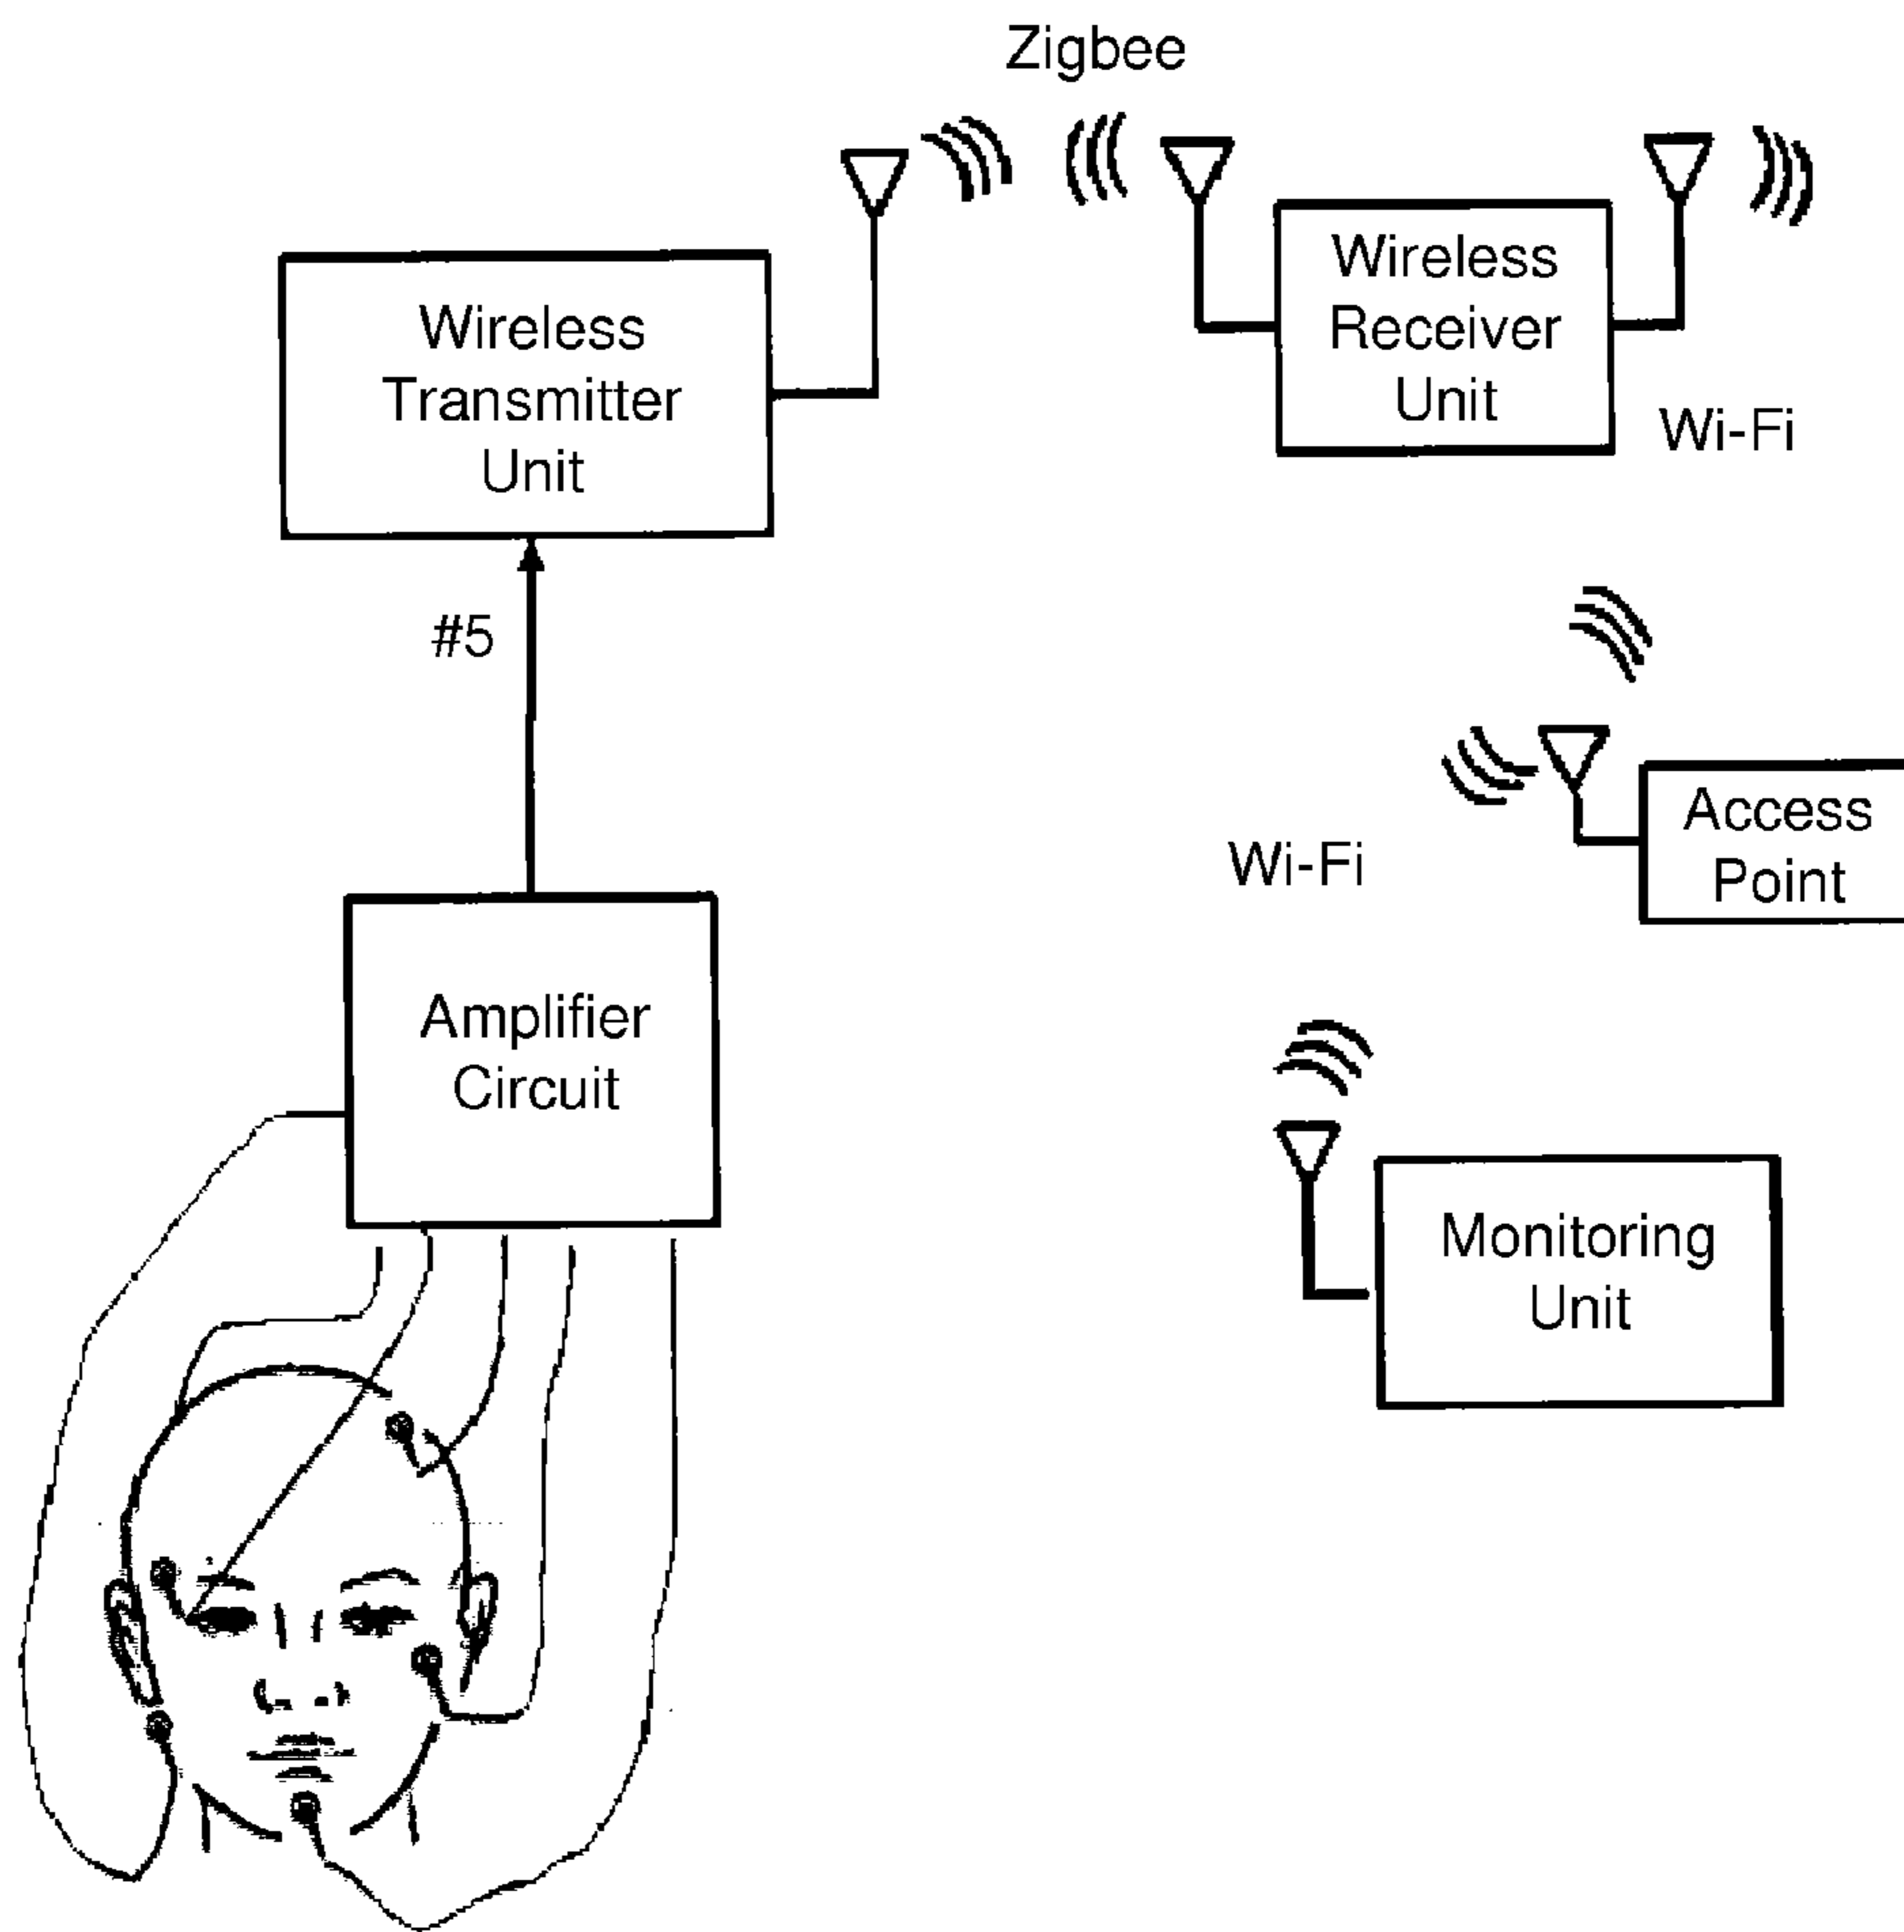 Zigbee
Wireless
Transmitter
Unit
Wireless
Receiver
Unit
Wi-Fi
#5
Access
Point
Wi-Fi
Amplifier
Circuit
Monitoring
Unit